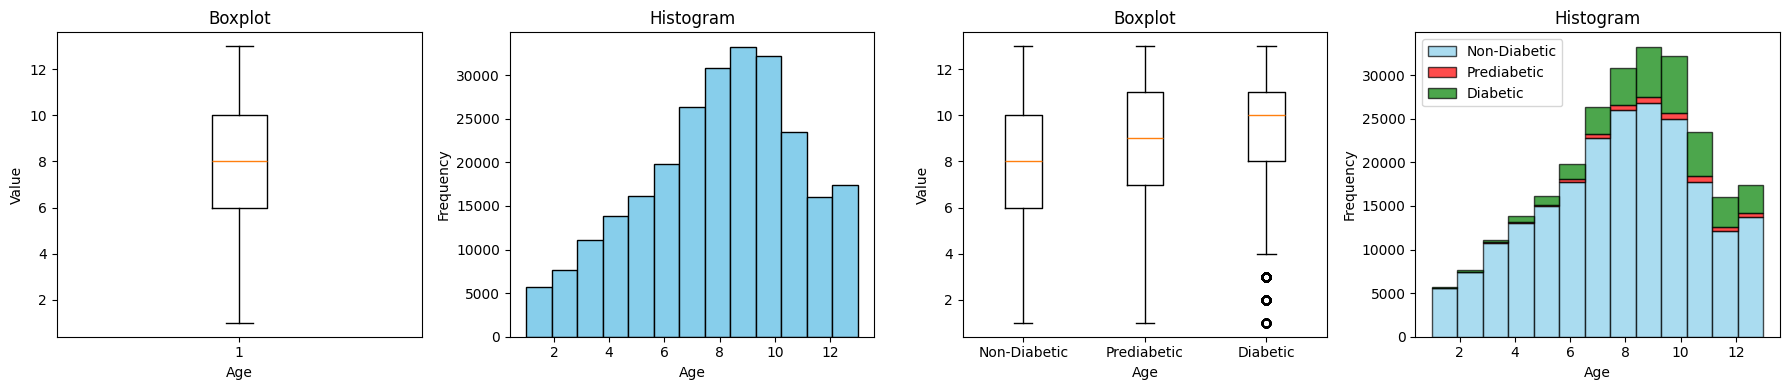 Boxplot
Value
12
10
8
6
4
2
1
Age
Histogram
Frequency
30000
25000
20000
15000
10000
5000
0
2 4 6 8 10 12
Age
Boxplot
Value
12
10
8
6
4
2
Non-Diabetic Prediabetic Diabetic
Age
Histogram
Non-Diabetic
Prediabetic
Diabetic
Frequency
30000
25000
20000
15000
10000
5000
0
2 4 6 8 10 12
Age